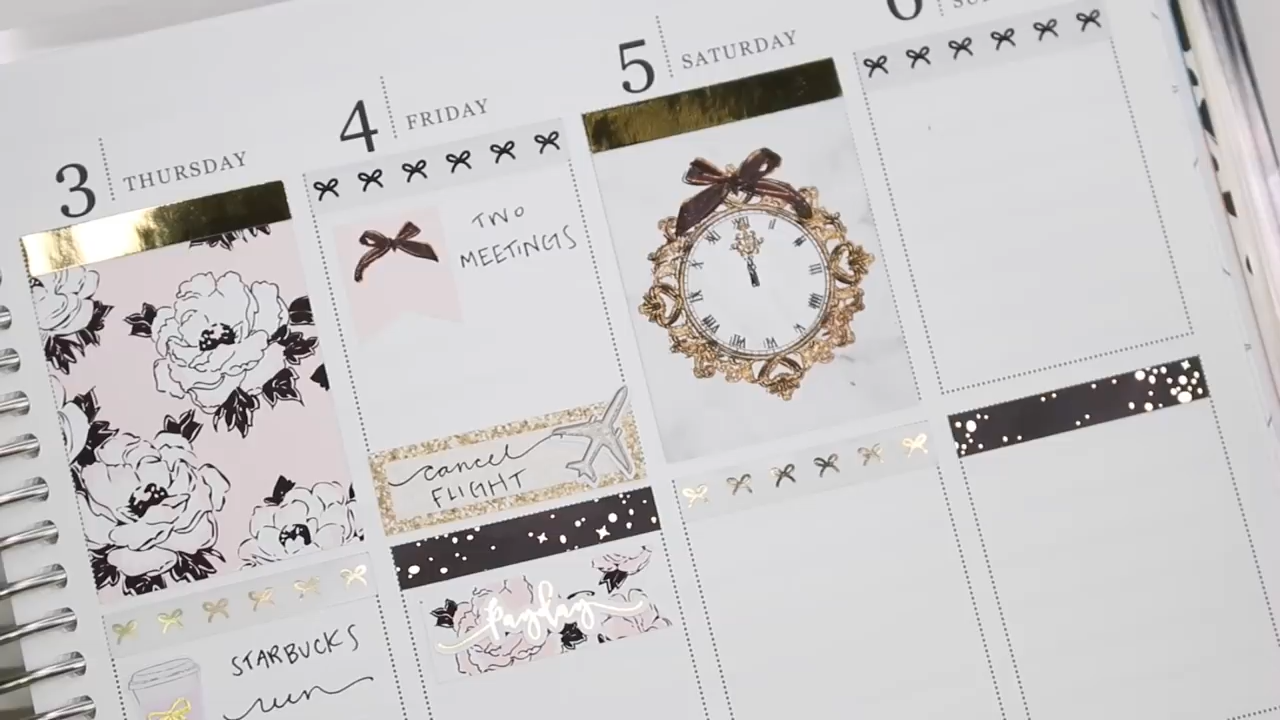 3 THURSDAY
STARBUCKS
run
4 FRIDAY
TWO
MEETINGS
cancel
FLIGHT
payday
5 SATURDAY
6